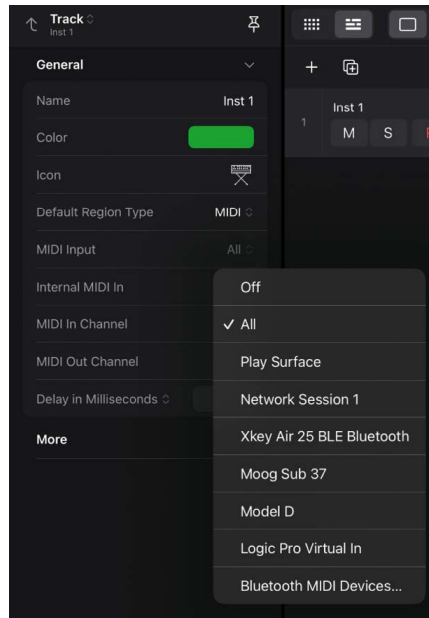 Track
Inst 1
General
Name Inst 1
Color
Icon
Default Region Type MIDI
MIDI Input All
Internal MIDI In
MIDI In Channel
MIDI Out Channel
Delay in Milliseconds
More
Off
All
Play Surface
Network Session 1
Xkey Air 25 BLE Bluetooth
Moog Sub 37
Model D
Logic Pro Virtual In
Bluetooth MIDI Devices...
Inst 1
1
M S